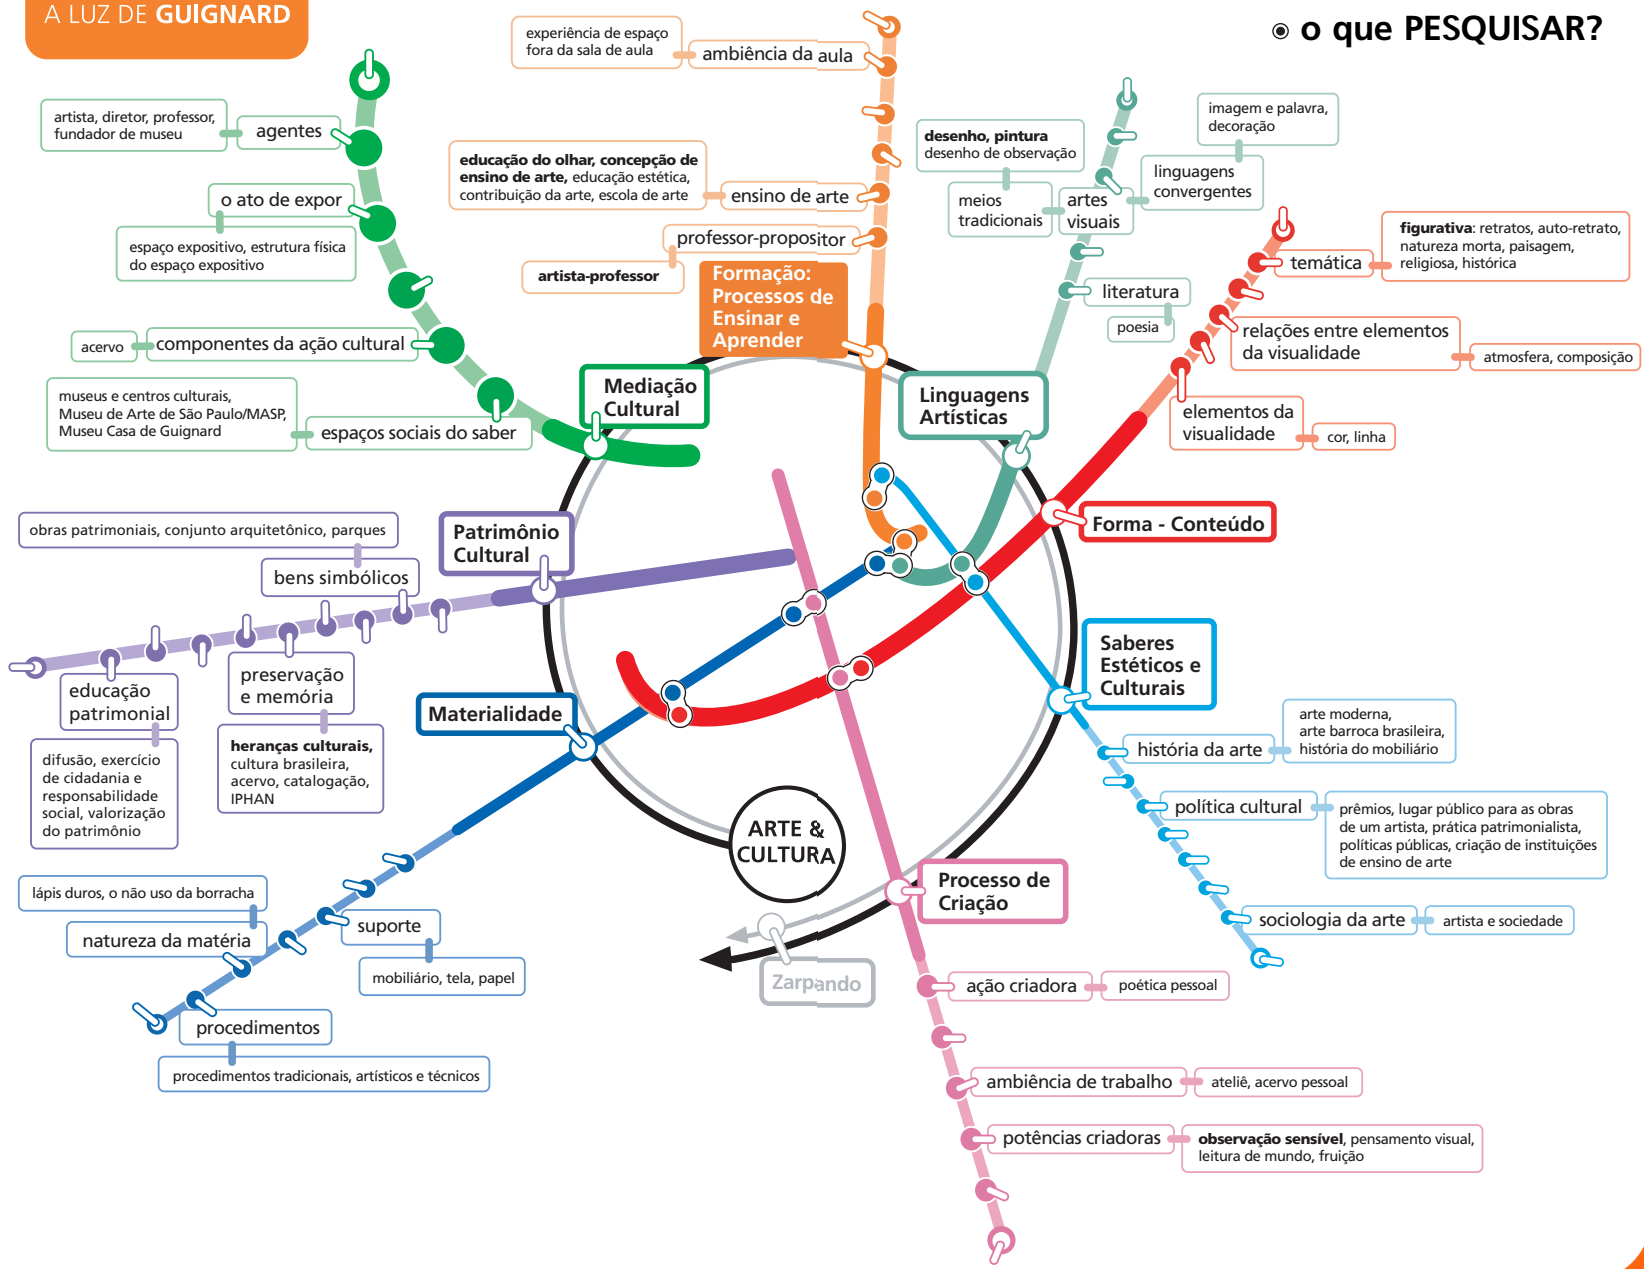 A LUZ DE GUIGNARD
o que PESQUISAR?
artista, diretor, professor,
fundador de museu
agentes
o ato de expor
espaço expositivo, estrutura física
do espaço expositivo
acervo
componentes da ação cultural
museus e centros culturais,
Museu de Arte de São Paulo/MASP,
Museu Casa de Guignard
espaços sociais do saber
Mediação
Cultural
experiência de espaço
fora da sala de aula
ambiência da aula
educação do olhar, concepção de
ensino de arte, educação estética,
contribuição da arte, escola de arte
ensino de arte
professor-propositor
artista-professor
Formação:
Processos de
Ensinar e
Aprender
desenho, pintura
desenho de observação
meios
tradicionais
artes
visuais
imagem e palavra,
decoração
linguagens
convergentes
literatura
poesia
Linguagens
Artísticas
figurativa: retratos, auto-retrato,
natureza morta, paisagem,
religiosa, histórica
temática
relações entre elementos
da visualidade
atmosfera, composição
elementos da
visualidade
cor, linha
Forma - Conteúdo
obras patrimoniais, conjunto arquitetônico, parques
bens simbólicos
Patrimônio
Cultural
preservação
e memória
heranças culturais,
cultura brasileira,
acervo, catalogação,
IPHAN
educação
patrimonial
difusão, exercício
de cidadania e
responsabilidade
social, valorização
do patrimônio
Saberes
Estéticos e
Culturais
história da arte
arte moderna,
arte barroca brasileira,
história do mobiliário
política cultural
prêmios, lugar público para as obras
de um artista, prática patrimonialista,
políticas públicas, criação de instituições
de ensino de arte
sociologia da arte
artista e sociedade
Materialidade
lápis duros, o não uso da borracha
natureza da matéria
suporte
mobiliário, tela, papel
procedimentos
procedimentos tradicionais, artísticos e técnicos
ARTE &
CULTURA
Zarpando
Processo de
Criação
ação criadora
poética pessoal
ambiência de trabalho
ateliê, acervo pessoal
potências criadoras
observação sensível, pensamento visual,
leitura de mundo, fruição